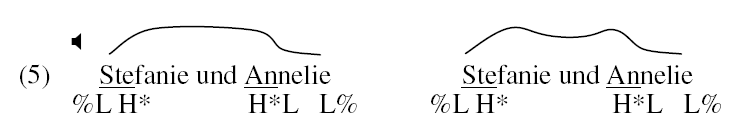 (5) Stefanie und Annelie Stefanie und Annelie
%L H* H*L L% %L H* H*L L%